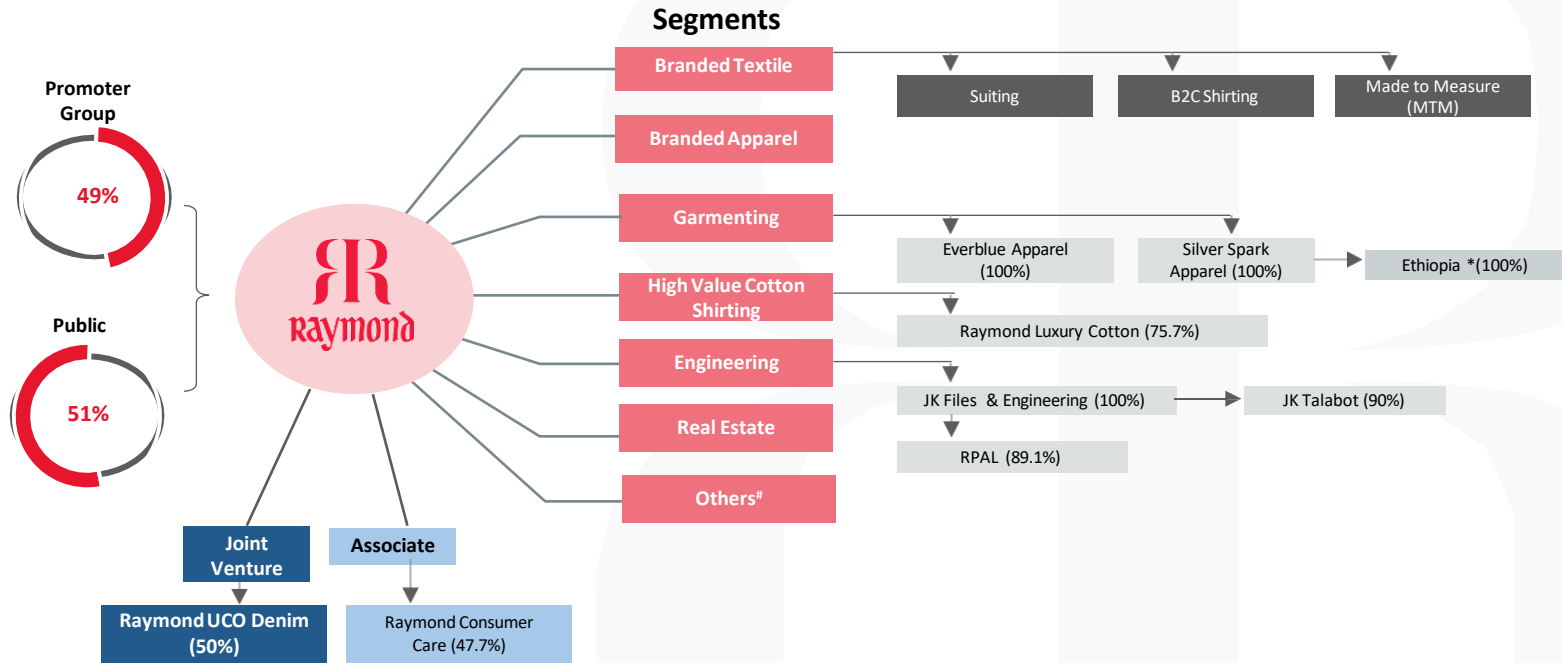 Segments
Promoter
Group
49%
Public
51%
Raymond
Branded Textile
Suiting
B2C Shirting
Made to Measure
(MTM)
Branded Apparel
Garmenting
Everblue Apparel
(100%)
Silver Spark
Apparel (100%)
Ethiopia *(100%)
High Value Cotton
Shirting
Raymond Luxury Cotton (75.7%)
Engineering
JK Files & Engineering (100%)
JK Talabot (90%)
RPAL (89.1%)
Real Estate
Others#
Joint
Venture
Raymond UCO Denim
(50%)
Associate
Raymond Consumer
Care (47.7%)